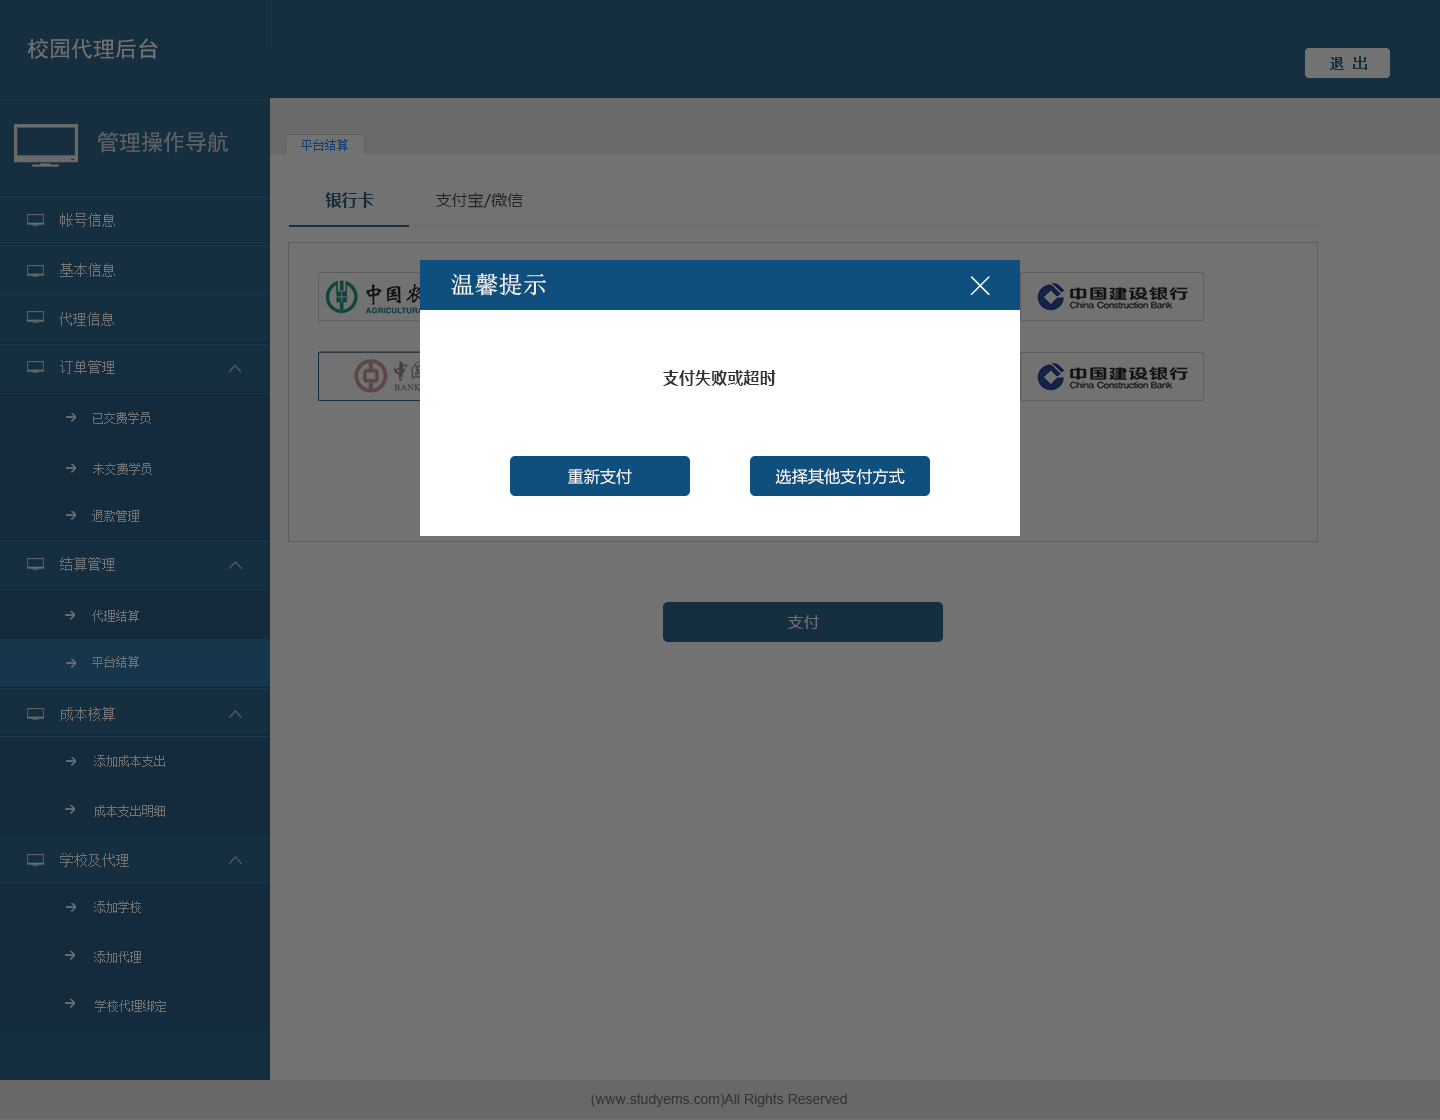 校园代理后台
退 出
管理操作导航
平台结算
银行卡
支付宝/微信
帐号信息
基本信息
代理信息
订单管理
已交费学员
未交费学员
退款管理
结算管理
代理结算
平台结算
成本核算
添加成本支出
成本支出明细
学校及代理
添加学校
添加代理
学校代理绑定
中国农
AGRICULTURA
中国建设银行
China Construction Bank
中国
BANK
中国建设银行
China Construction Bank
温馨提示
支付失败或超时
重新支付
选择其他支付方式
支付
(www.studyems.com)All Rights Reserved